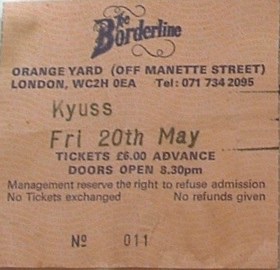 the
Borderline
ORANGE YARD (OFF MANETTE STREET)
LONDON, WC2H 0EA Tel: 071 734 2095
Kyuss
Fri 20th May
TICKETS £6.00 ADVANCE
DOORS OPEN 8.30pm
Management reserve the right to refuse admission
No Tickets exchanged No refunds given
Nº 011